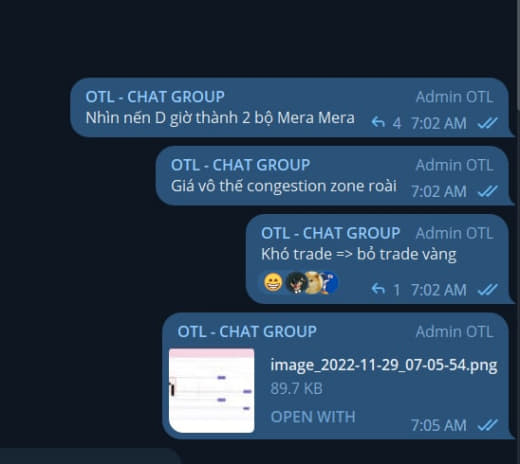 OTL - CHAT GROUP Admin OTL
Nhìn nến D giờ thành 2 bộ Mera Mera 4 7:02 AM
OTL - CHAT GROUP Admin OTL
Giá vô thế congestion zone roài 7:02 AM
OTL - CHAT GROUP Admin OTL
Khó trade => bỏ trade vàng
1 7:02 AM
OTL - CHAT GROUP Admin OTL
image_2022-11-29_07-05-54.png
89.7 KB
OPEN WITH 7:05 AM